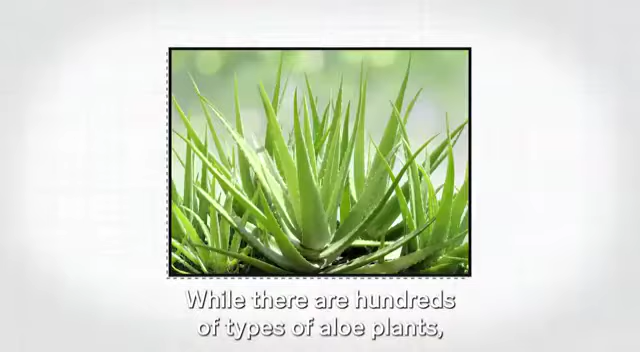 While there are hundreds
of types of aloe plants,